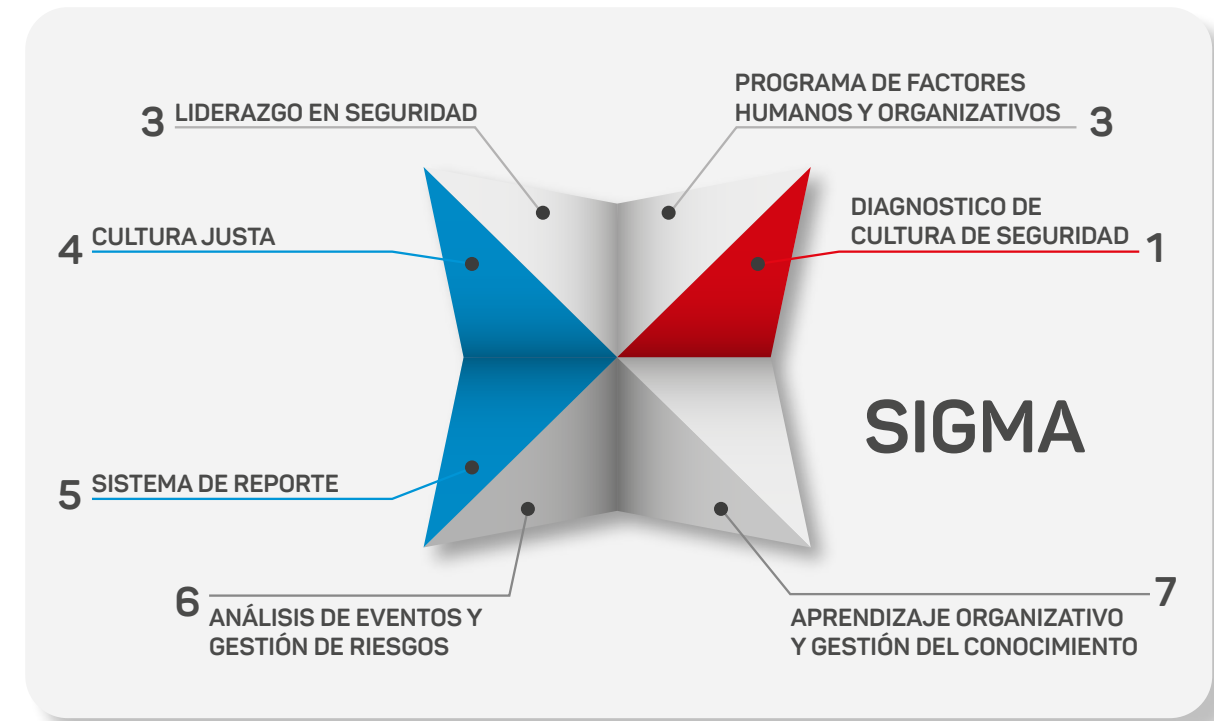 3 LIDERAZGO EN SEGURIDAD
PROGRAMA DE FACTORES
HUMANOS Y ORGANIZATIVOS 3
DIAGNOSTICO DE
CULTURA DE SEGURIDAD 1
4 CULTURA JUSTA
SIGMA
5 SISTEMA DE REPORTE
6 ANÁLISIS DE EVENTOS Y
GESTIÓN DE RIESGOS
7
APRENDIZAJE ORGANIZATIVO
Y GESTIÓN DEL CONOCIMIENTO